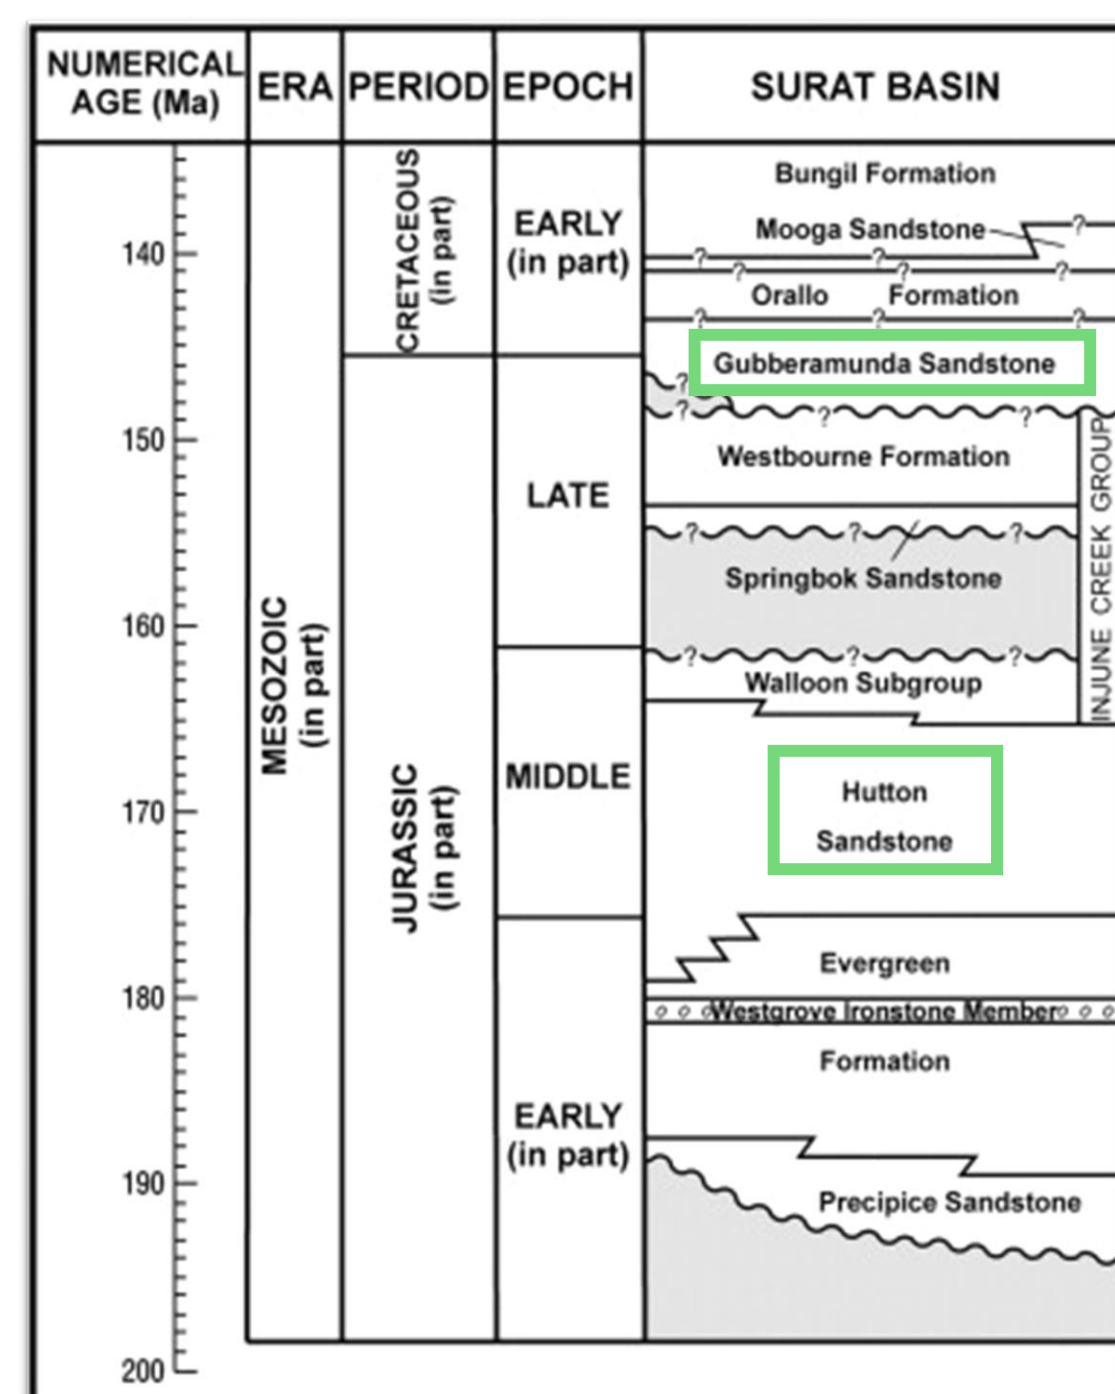 NUMERICAL
AGE (Ma)
ERA
PERIOD
EPOCH
SURAT BASIN
140
150
160
170
180
190
200
MESOZOIC
(in part)
CRETACEOUS
(in part)
JURASSIC
(in part)
EARLY
(in part)
LATE
MIDDLE
EARLY
(in part)
Bungil Formation
Mooga Sandstone
?
? ?
? ? ?
Orallo Formation
? ? ?
Gubberamunda Sandstone
?
? ? ?
Westbourne Formation
? ? ?
Springbok Sandstone
? ? ?
Walloon Subgroup
INJUNE CREEK GROUP
Hutton
Sandstone
Evergreen
Westgrove Ironstone Member
Formation
Precipice Sandstone